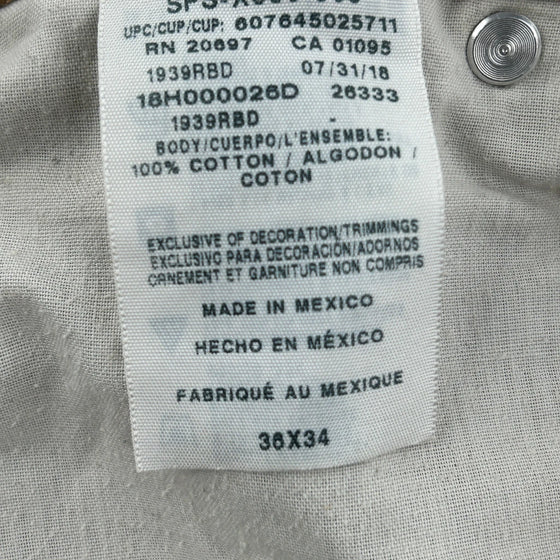 UPC/CUP/CUP: 607645025711
RN 20697 CA 01095
1939RBD 07/31/18
18H000026D 26333
1939RBD -
BODY/CUERPO/L'ENSEMBLE:
100% COTTON / ALGODON /
COTON
EXCLUSIVE OF DECORATION/TRIMMINGS
EXCLUSIVO PARA DECORACIÓN/ADORNOS
ORNEMENT ET GARNITURE NON COMPRIS
MADE IN MEXICO
HECHO EN MÉXICO
FABRIQUÉ AU MEXIQUE
36X34